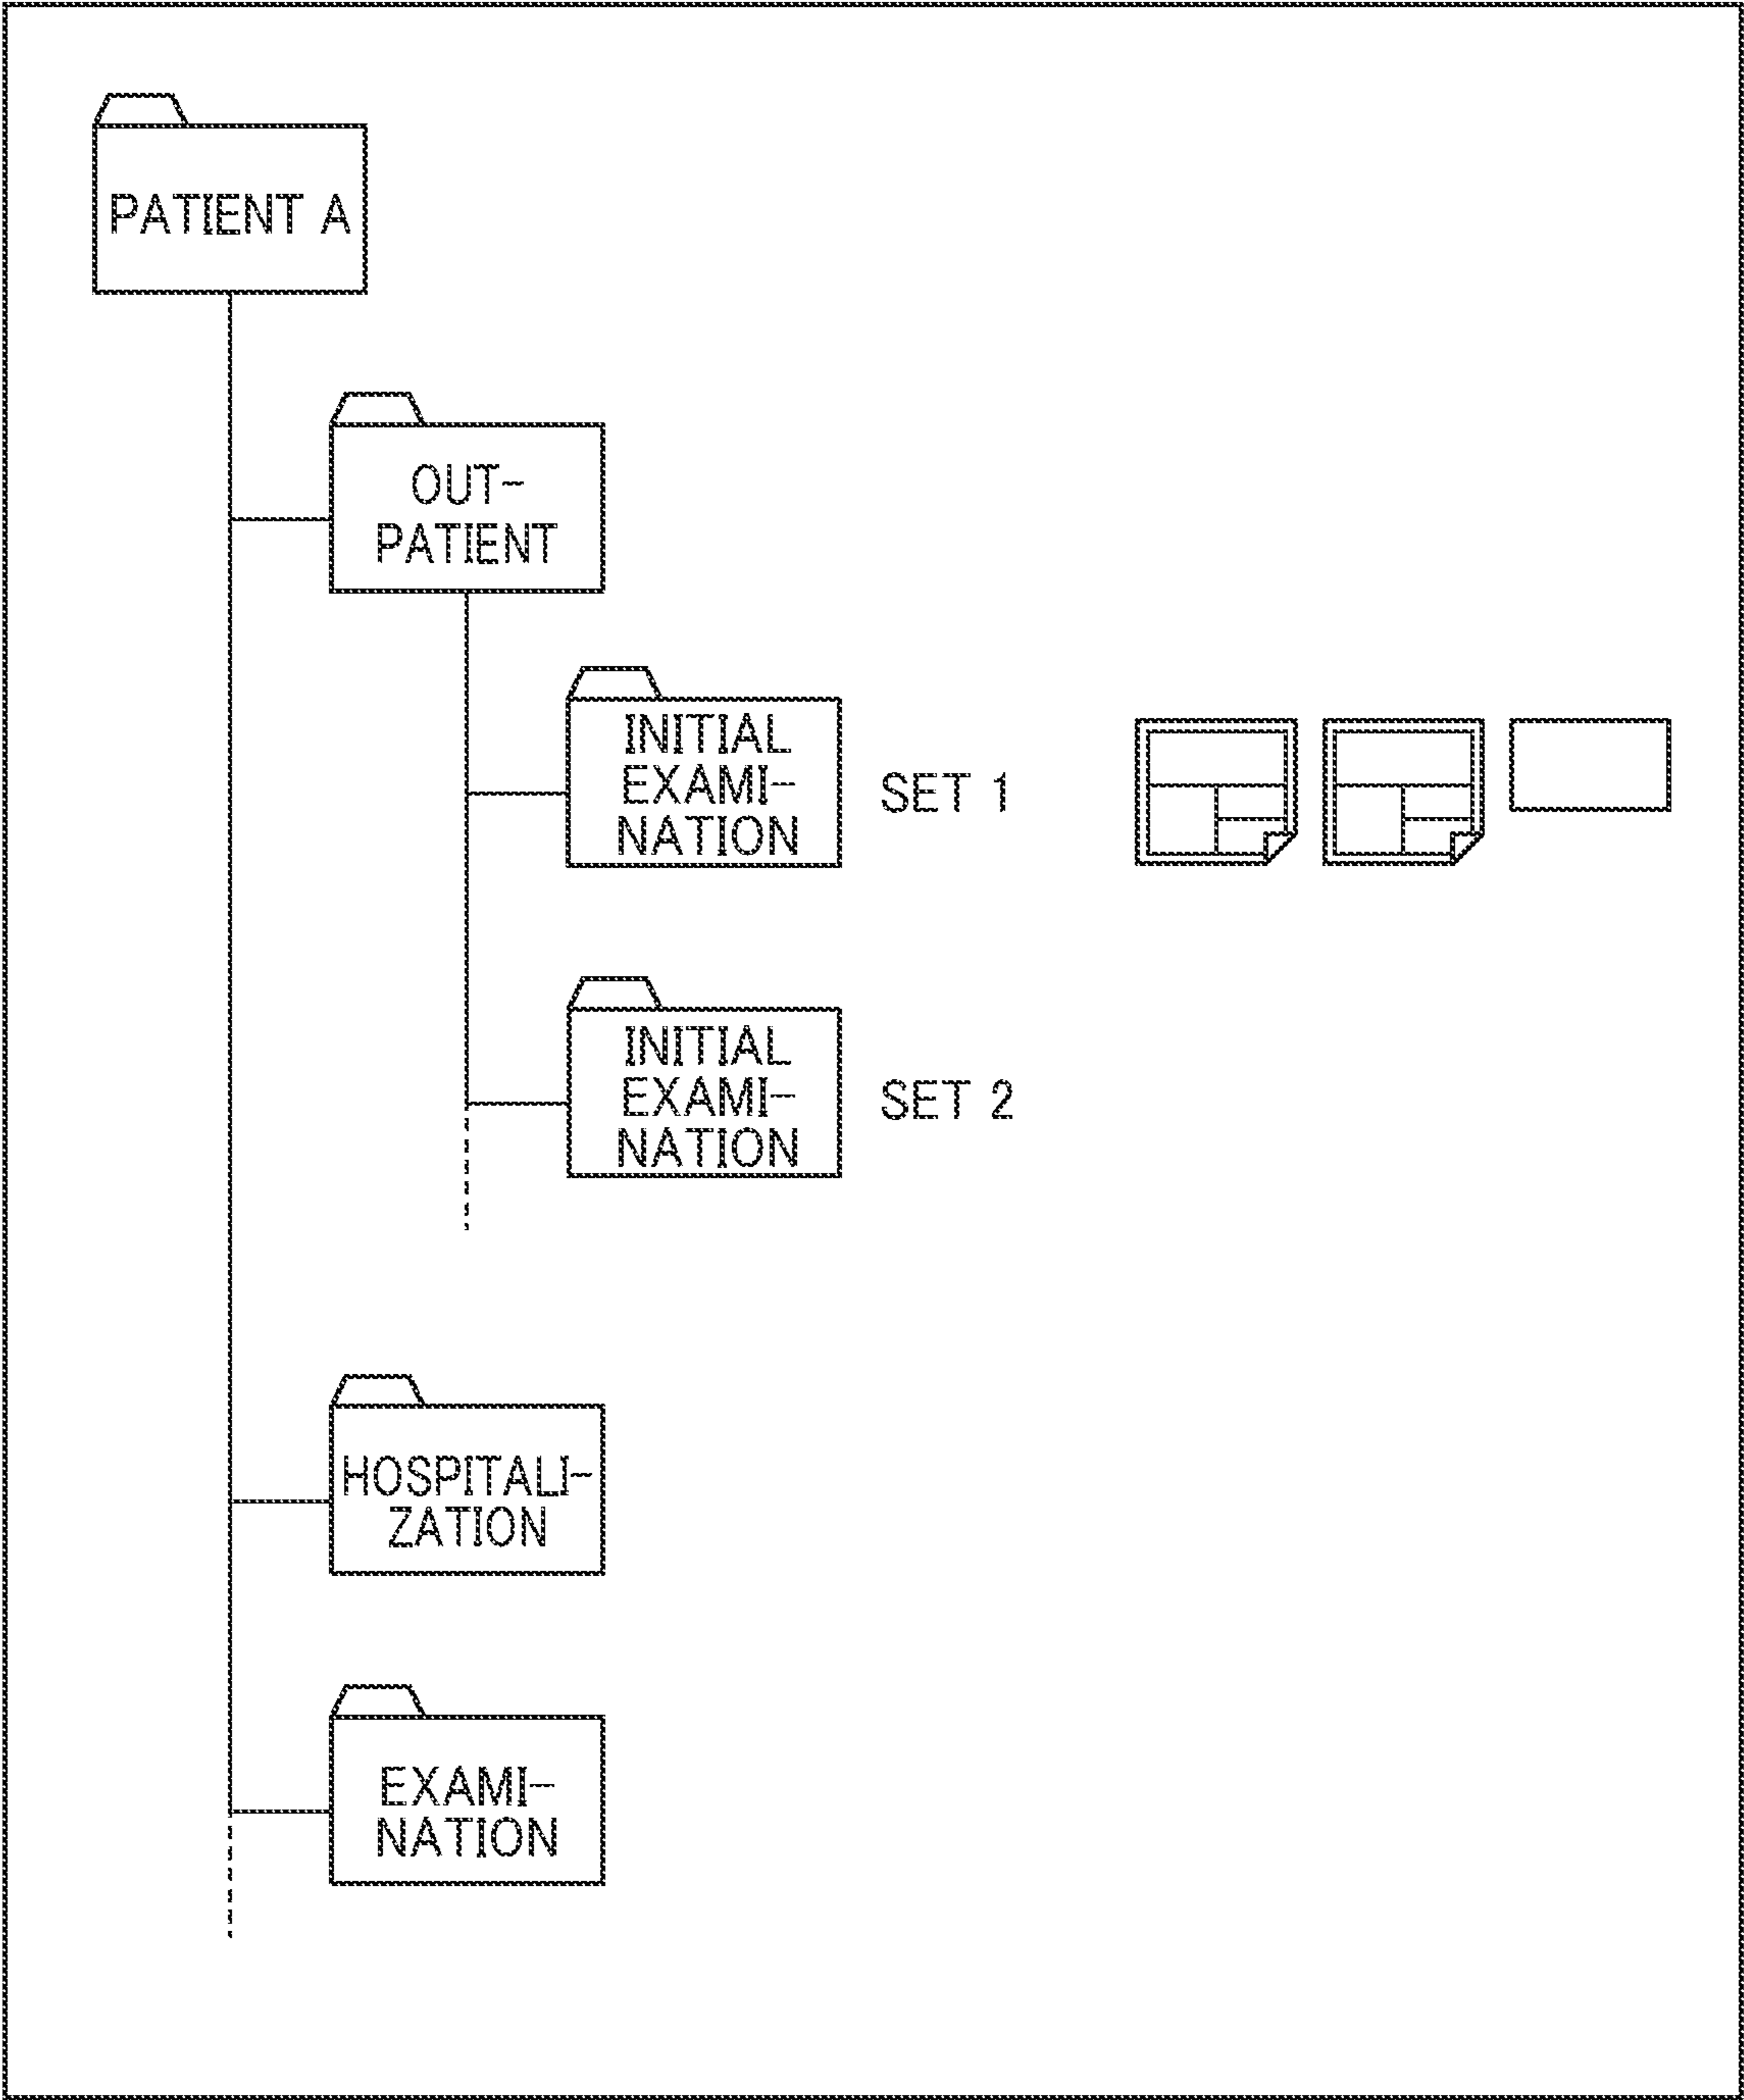 PATIENT A
OUT-
PATIENT
INITIAL
EXAMI-
NATION
SET 1
INITIAL
EXAMI-
NATION
SET 2
HOSPITALI-
ZATION
EXAMI-
NATION